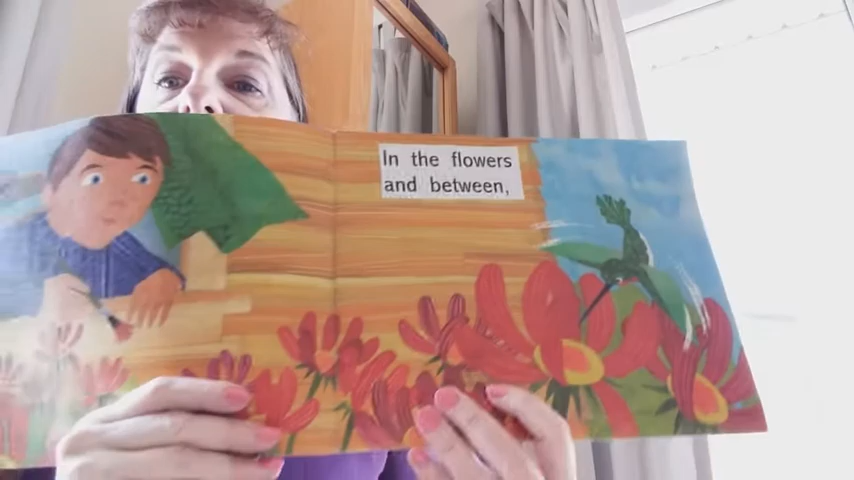 In the flowers
and between,